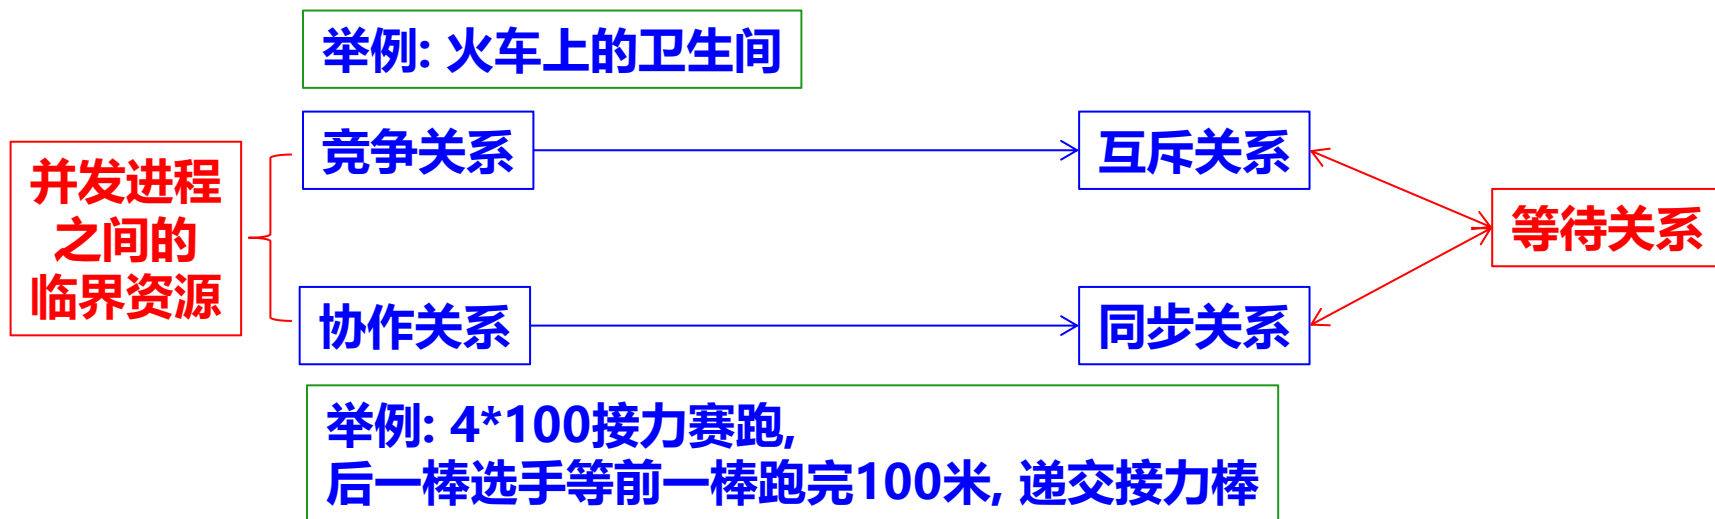 举例: 火车上的卫生间
竞争关系
互斥关系
并发进程
之间的
临界资源
等待关系
协作关系
同步关系
举例: 4*100接力赛跑,
后一棒选手等前一棒跑完100米, 递交接力棒